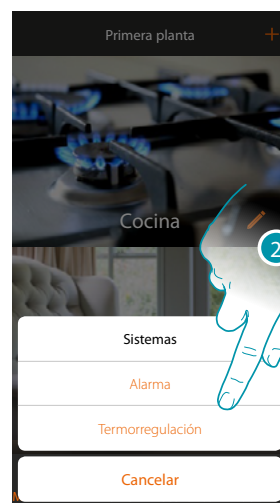 Primera planta +
Cocina
2
Sistemas
Alarma
Termorregulación
Cancelar
M